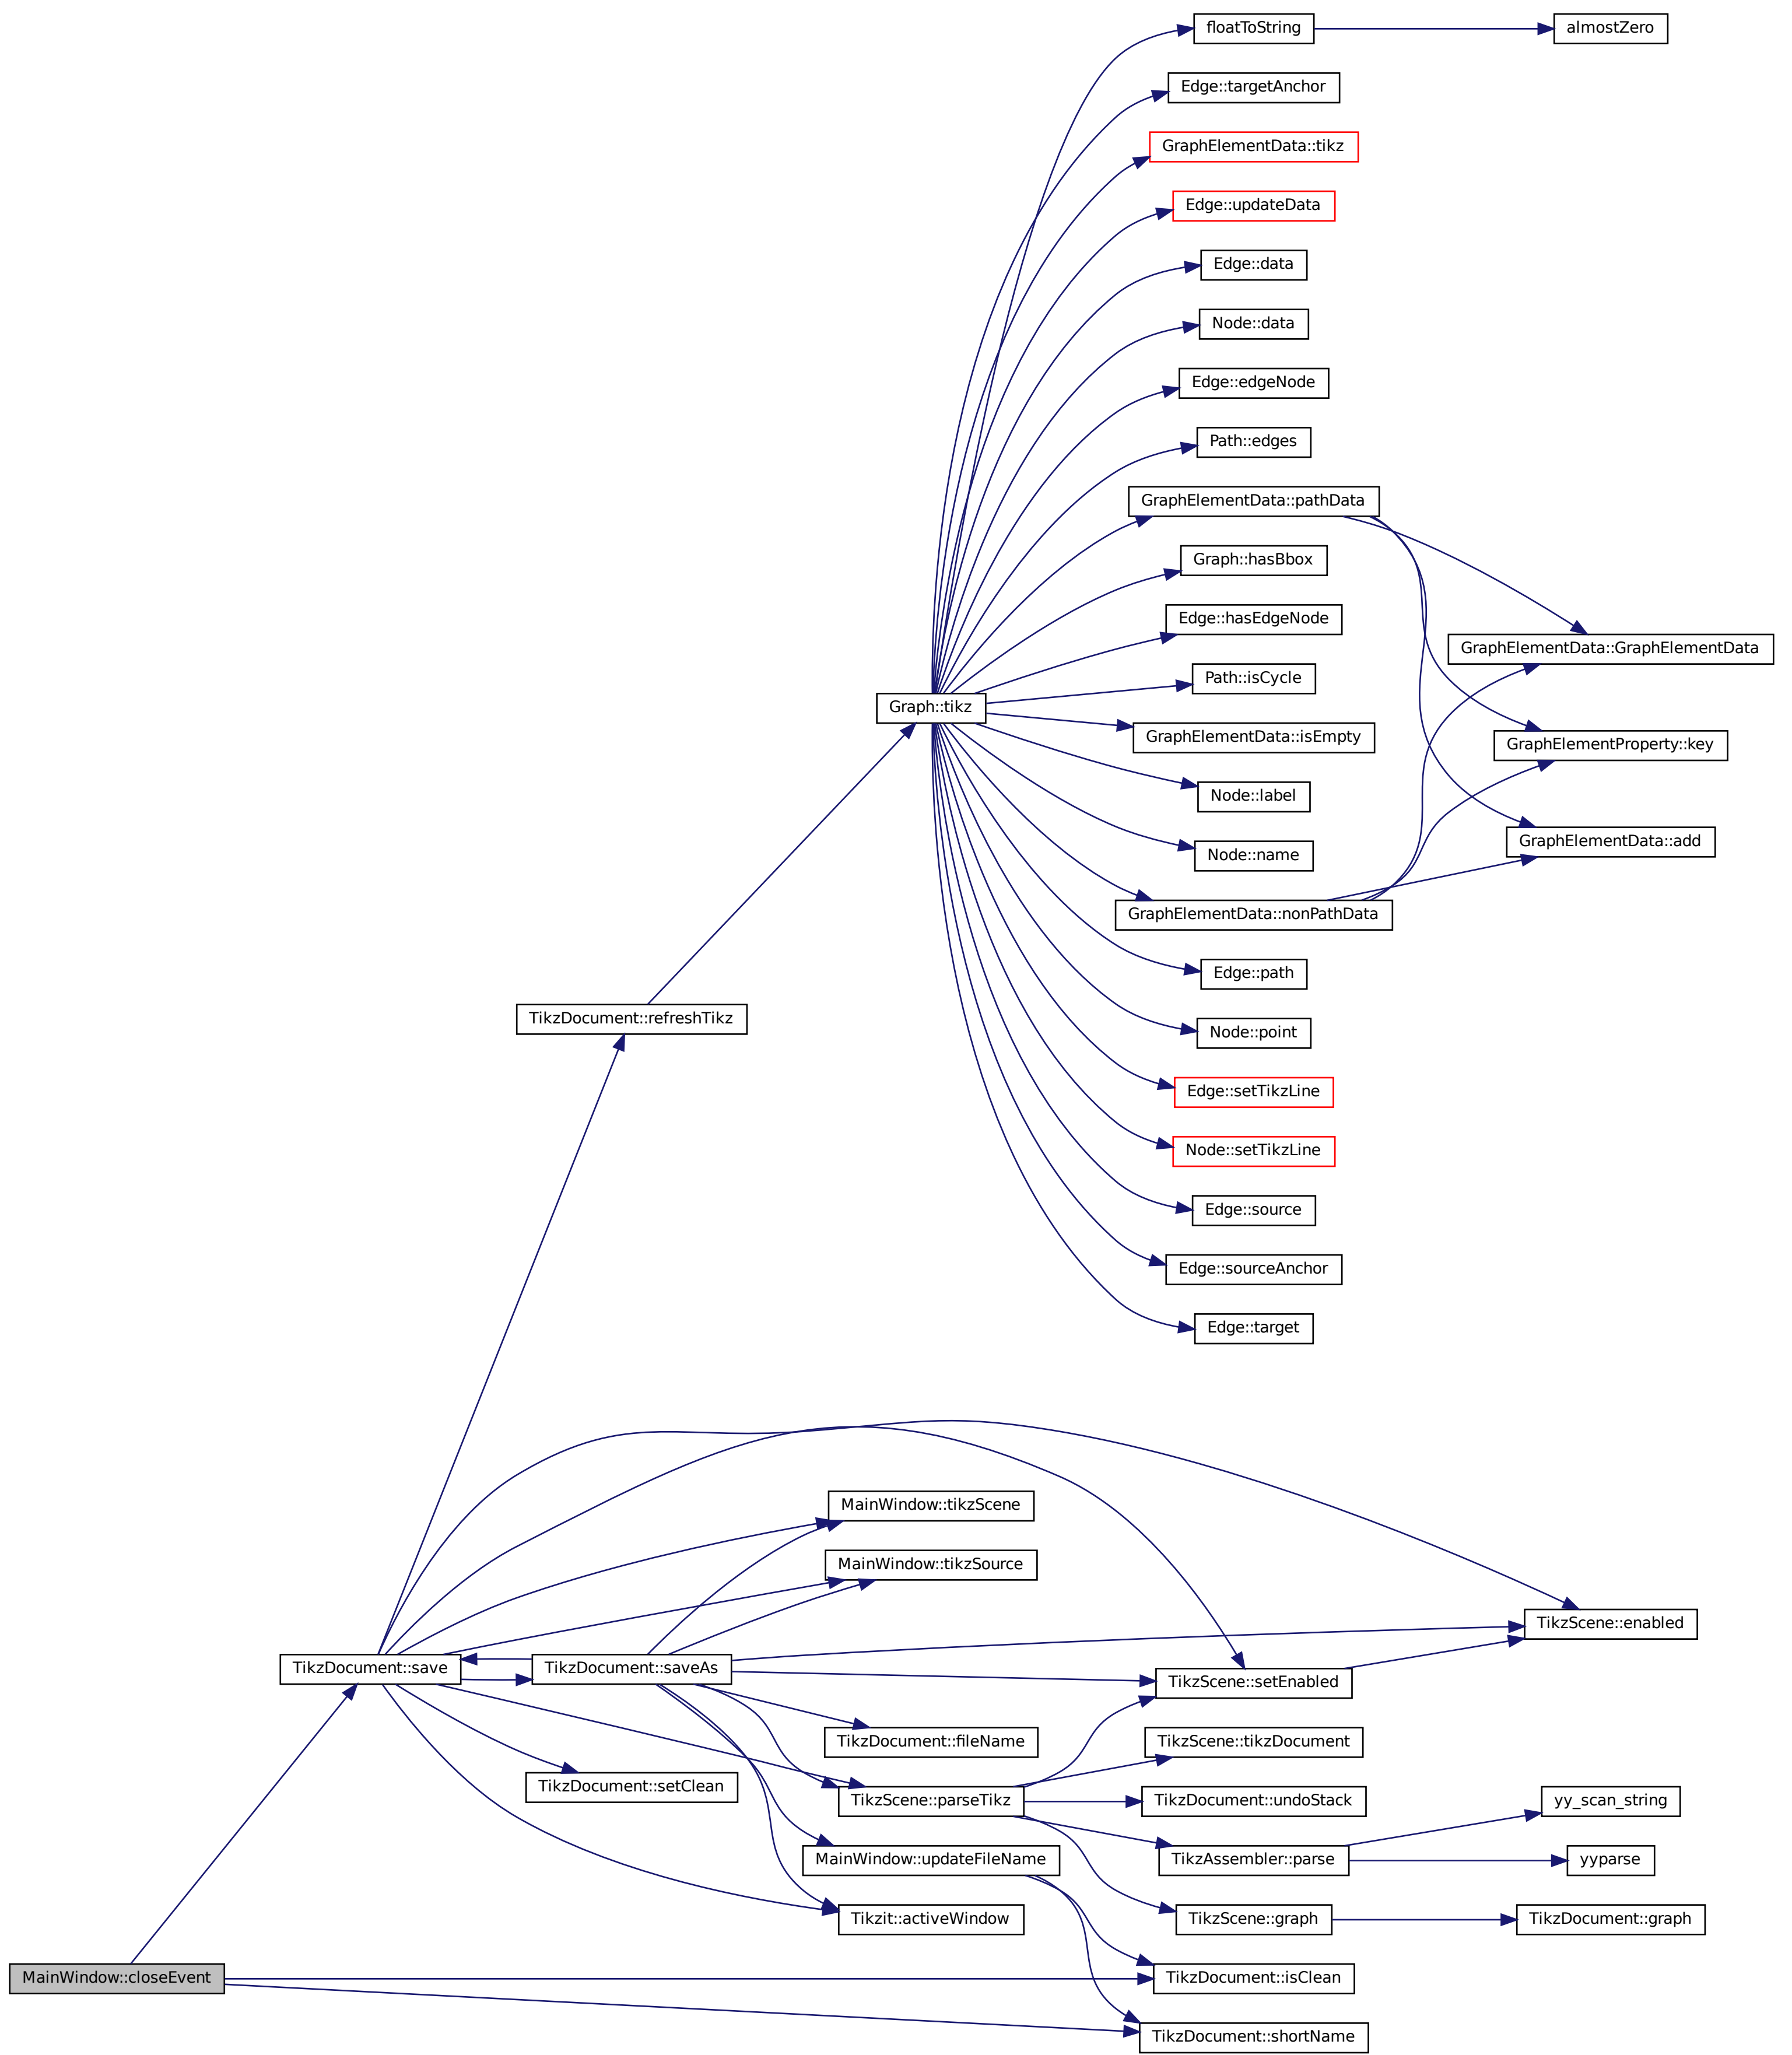 floatToString
almostZero
Edge::targetAnchor
GraphElementData::tikz
Edge::updateData
Edge::data
Node::data
Edge::edgeNode
Path::edges
GraphElementData::pathData
Graph::hasBbox
Edge::hasEdgeNode
GraphElementData::GraphElementData
Path::isCycle
Graph::tikz
GraphElementData::isEmpty
GraphElementProperty::key
Node::label
GraphElementData::add
Node::name
GraphElementData::nonPathData
Edge::path
TikzDocument::refreshTikz
Node::point
Edge::setTikzLine
Node::setTikzLine
Edge::source
Edge::sourceAnchor
Edge::target
MainWindow::tikzScene
MainWindow::tikzSource
TikzScene::enabled
TikzDocument::save
TikzDocument::saveAs
TikzScene::setEnabled
TikzDocument::fileName
TikzScene::tikzDocument
TikzDocument::setClean
TikzScene::parseTikz
TikzDocument::undoStack
yy_scan_string
MainWindow::updateFileName
TikzAssembler::parse
yyparse
Tikzit::activeWindow
TikzScene::graph
TikzDocument::graph
MainWindow::closeEvent
TikzDocument::isClean
TikzDocument::shortName